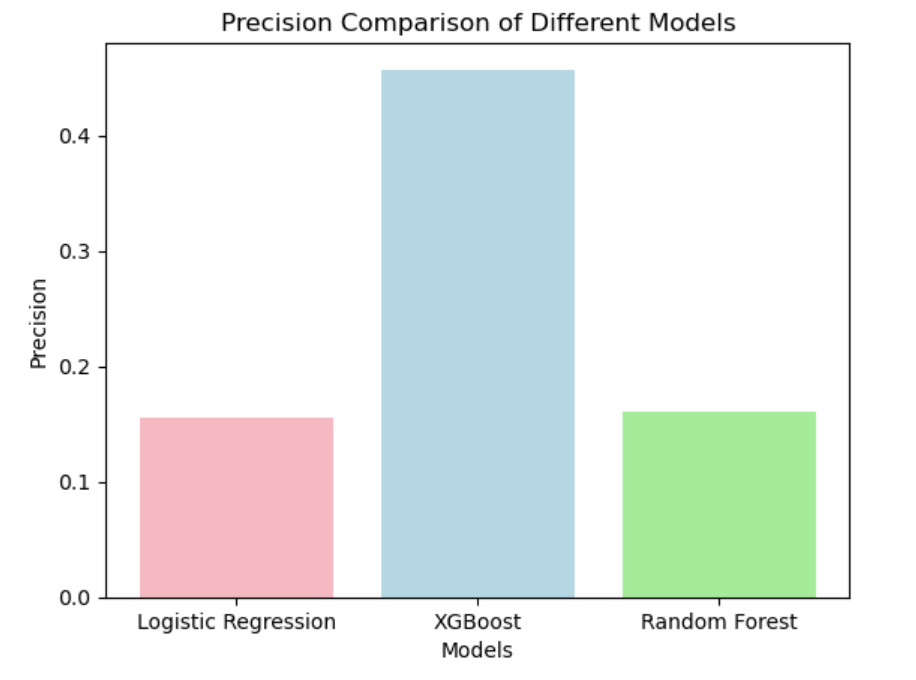 Precision Comparison of Different Models
Precision
0.4
0.3
0.2
0.1
0.0
Logistic Regression XGBoost Random Forest
Models